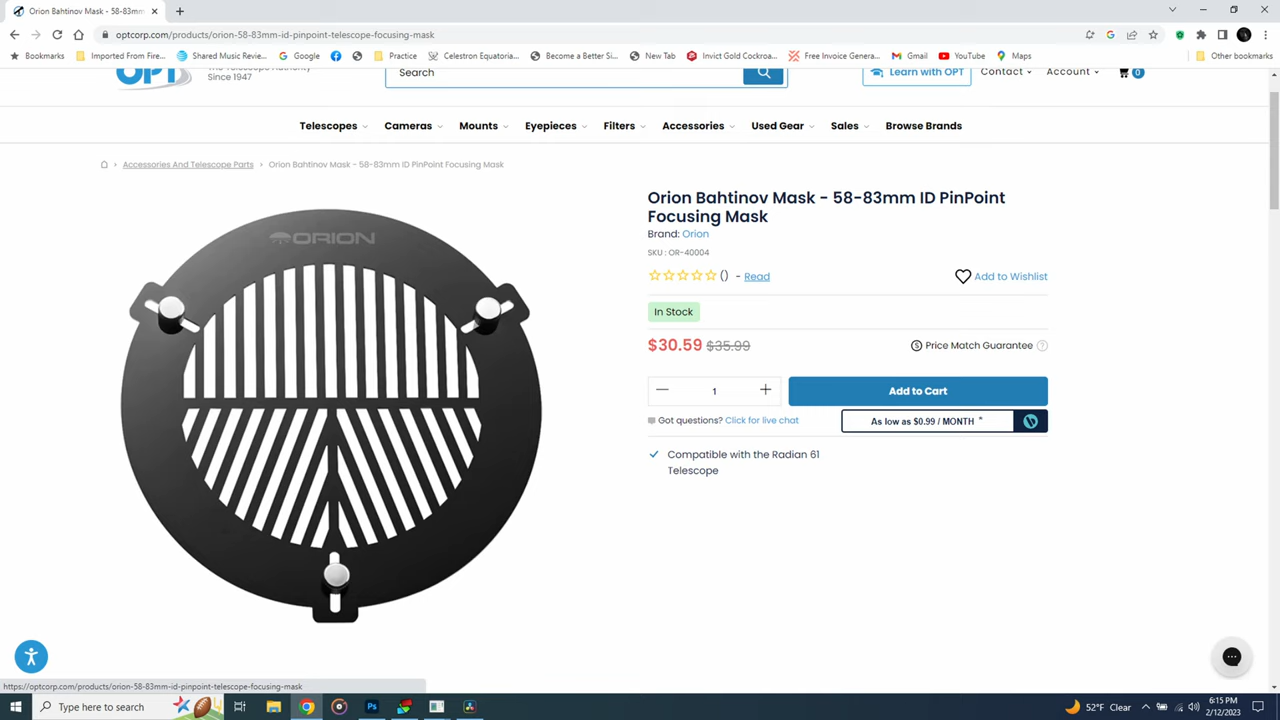 Orion Bahtinov Mask - 58-83mm
optcorp.com/products/orion-58-83mm-id-pinpoint-telescope-focusing-mask
Bookmarks Imported From Fire... Shared Music Revie... Google Practice Celestron Equatoria... Become a Better Si... New Tab Invict Gold Cockroa... Free Invoice Genera... Gmail YouTube Maps Other bookmarks
OPT The Telescope Authority
Since 1947
Search
Learn with OPT Contact Account 0
Telescopes Cameras Mounts Eyepieces Filters Accessories Used Gear Sales Browse Brands
Accessories And Telescope Parts Orion Bahtinov Mask - 58-83mm ID PinPoint Focusing Mask
ORION
Orion Bahtinov Mask - 58-83mm ID PinPoint
Focusing Mask
Brand: Orion
SKU : OR-40004
() - Read Add to Wishlist
In Stock
$30.59 $35.99 Price Match Guarantee ?
1 Add to Cart
Got questions? Click for live chat As low as $0.99 / MONTH *
Compatible with the Radian 61
Telescope
https://optcorp.com/products/orion-58-83mm-id-pinpoint-telescope-focusing-mask
Type here to search Ps 52°F Clear 6:15 PM
2/12/2023